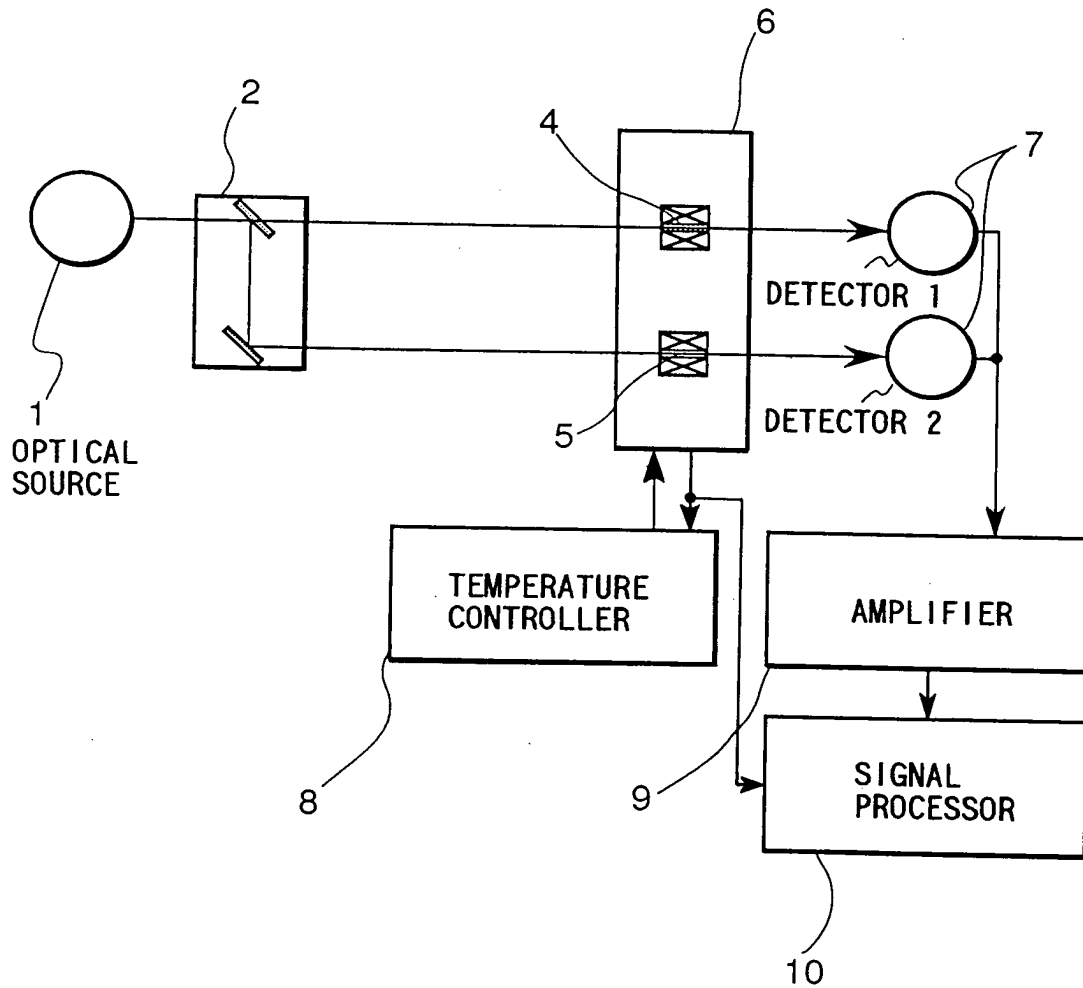 6
2
7
4
DETECTOR 1
1
OPTICAL
SOURCE
5
DETECTOR 2
TEMPERATURE
CONTROLLER
AMPLIFIER
8
9
SIGNAL
PROCESSOR
10